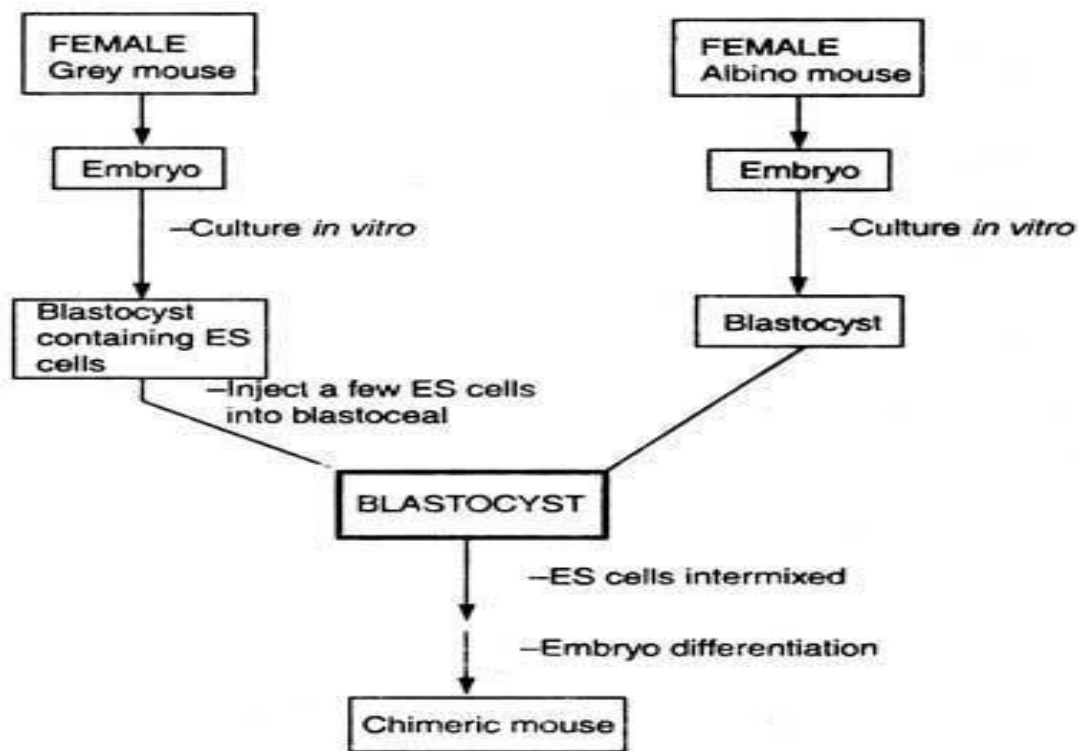 FEMALE
Grey mouse
FEMALE
Albino mouse
Embryo
Embryo
–Culture in vitro
–Culture in vitro
Blastocyst
containing ES
cells
Blastocyst
–Inject a few ES cells
into blastoceal
BLASTOCYST
–ES cells intermixed
–Embryo differentiation
Chimeric mouse